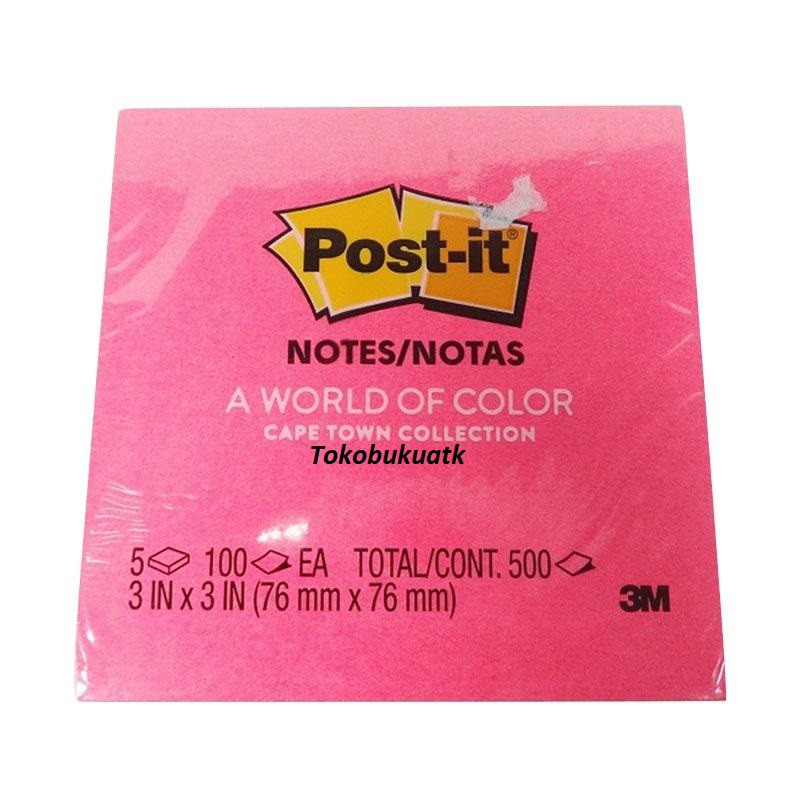 Post-it®
NOTES/NOTAS
A WORLD OF COLOR
CAPE TOWN COLLECTION
Tokobukuatk
5 100 EA TOTAL/CONT. 500
3 IN x 3 IN (76 mm x 76 mm)
3M